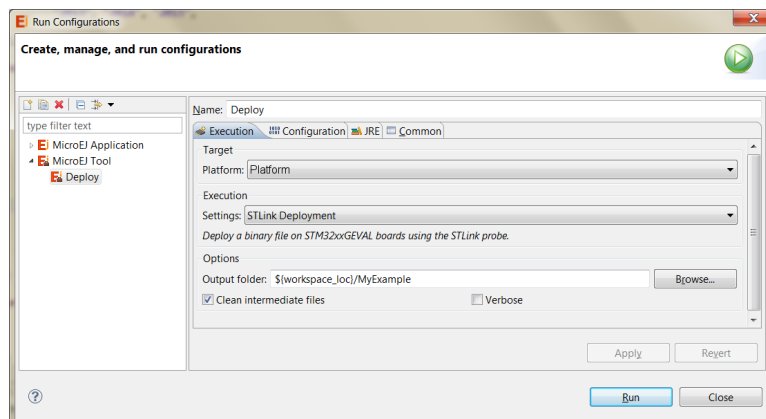 Run Configurations
Create, manage, and run configurations
Name: Deploy
type filter text
MicroEJ Application
MicroEJ Tool
Deploy
Execution Configuration JRE Common
Target
Platform: Platform
Execution
Settings: STLink Deployment
Deploy a binary file on STM32xxGEVAL boards using the STLink probe.
Options
Output folder: ${workspace_loc}/MyExample Browse...
Clean intermediate files Verbose
Apply Revert
Run Close